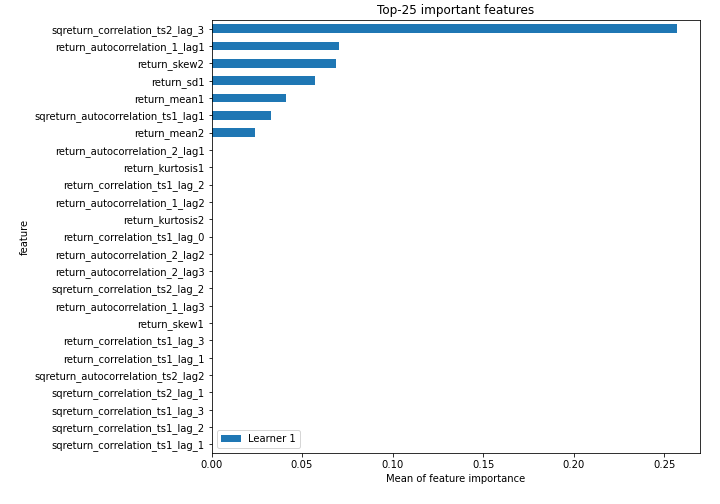 Top-25 important features
sqreturn_correlation_ts2_lag_3
return_autocorrelation_1_lag1
return_skew2
return_sd1
return_mean1
sqreturn_autocorrelation_ts1_lag1
return_mean2
return_autocorrelation_2_lag1
return_kurtosis1
return_correlation_ts1_lag_2
return_autocorrelation_1_lag2
return_kurtosis2
return_correlation_ts1_lag_0
return_autocorrelation_2_lag2
return_autocorrelation_2_lag3
sqreturn_correlation_ts2_lag_2
return_autocorrelation_1_lag3
return_skew1
return_correlation_ts1_lag_3
return_correlation_ts1_lag_1
sqreturn_autocorrelation_ts2_lag2
sqreturn_correlation_ts2_lag_1
sqreturn_correlation_ts1_lag_3
sqreturn_correlation_ts1_lag_2
sqreturn_correlation_ts1_lag_1
feature
Learner 1
0.00 0.05 0.10 0.15 0.20 0.25
Mean of feature importance